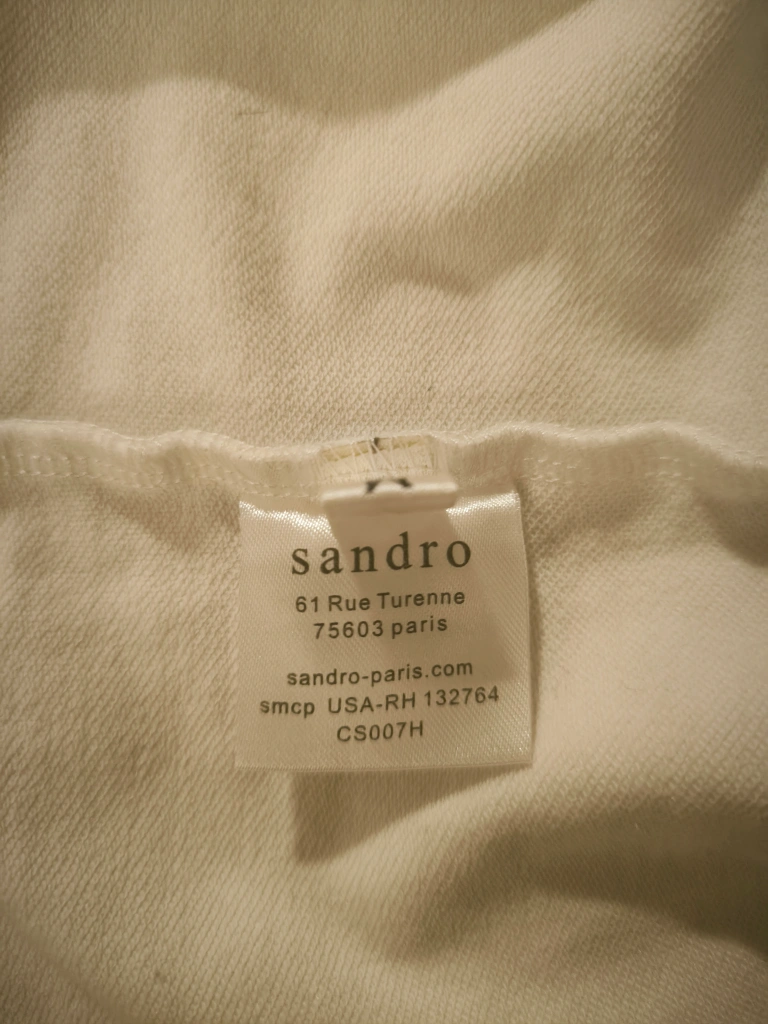 sandro
61 Rue Turenne
75603 paris
sandro-paris.com
smcp USA-RH 132764
CS007H